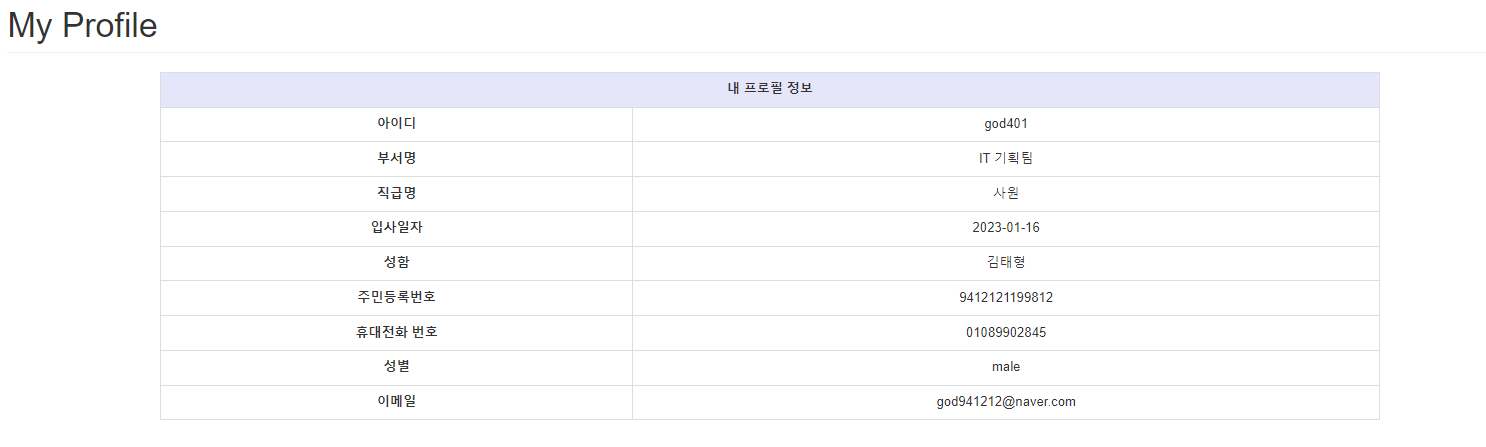 My Profile
내 프로필 정보
아이디 god401
부서명 IT 기획팀
직급명 사원
입사일자 2023-01-16
성함 김태형
주민등록번호 9412121199812
휴대전화 번호 01089902845
성별 male
이메일 god941212@naver.com